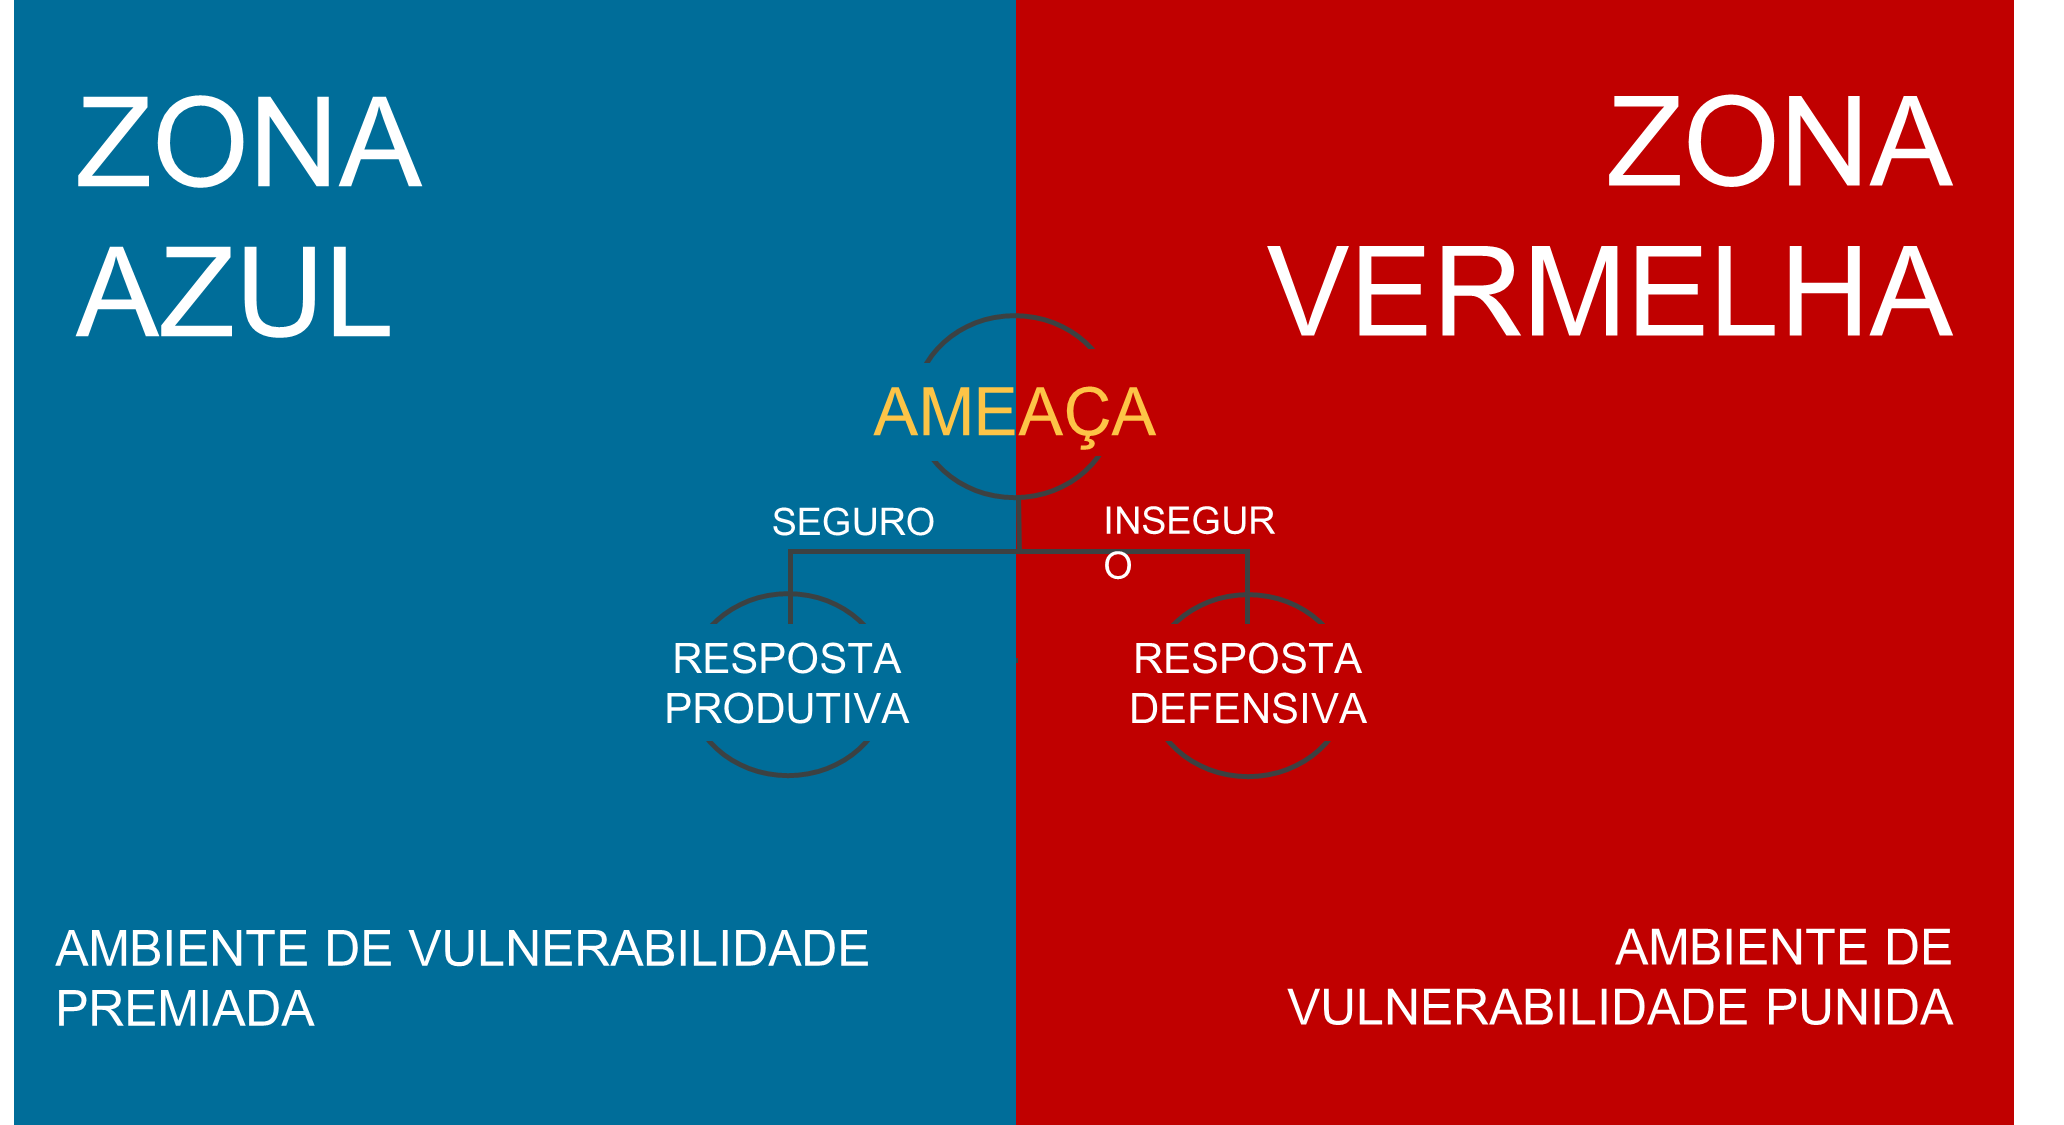 ZONA
AZUL
ZONA
VERMELHA
AMEAÇA
SEGURO
INSEGUR
O
RESPOSTA
PRODUTIVA
RESPOSTA
DEFENSIVA
AMBIENTE DE VULNERABILIDADE
PREMIADA
AMBIENTE DE
VULNERABILIDADE PUNIDA